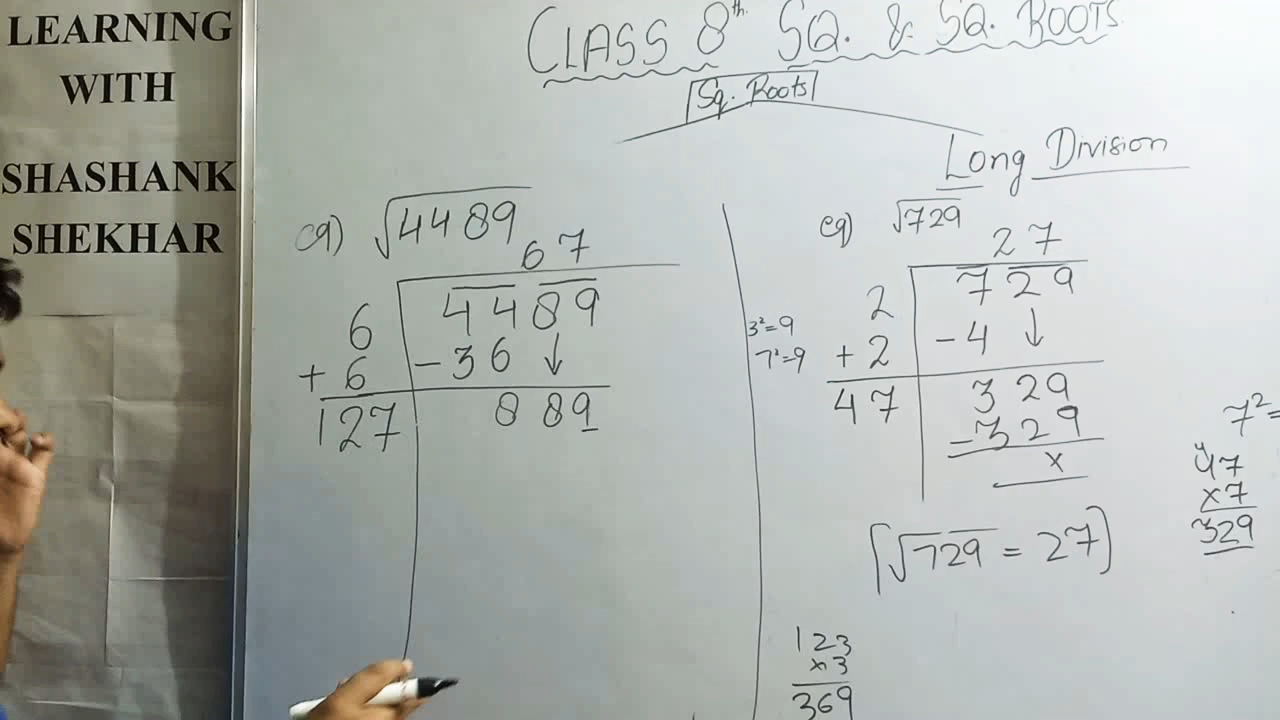 LEARNING
WITH
SHASHANK
SHEKHAR
CLASS 8th SQ. & SQ. ROOTS
Sq. Roots
Long Division
eg) √4489
67
6 4489
+ 6 - 36 ↓
127 889
eg) √729
27
2 729
3²=9
7²=9
+ 2 - 4 ↓
47 329
- 329
x
[√729 = 27]
7²=
47
x7
329
123
x3
369